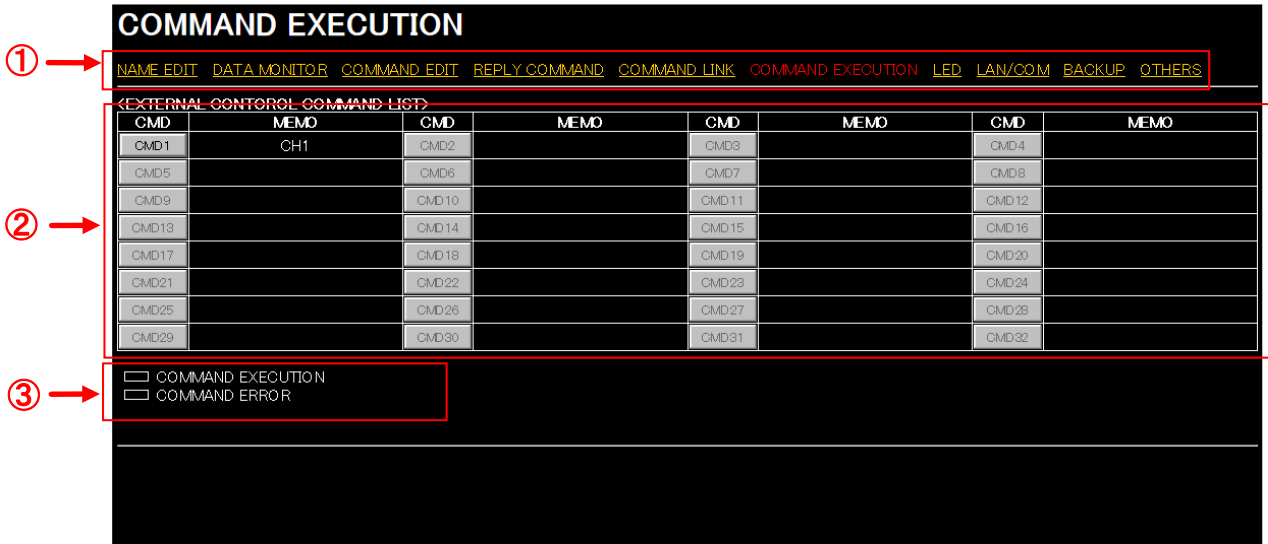 COMMAND EXECUTION
①
NAME EDIT DATA MONITOR COMMAND EDIT REPLY COMMAND COMMAND LINK COMMAND EXECUTION LED LAN/COM BACKUP OTHERS
<EXTERNAL CONTOROL COMMAND LIST>
CMD MEMO CMD MEMO CMD MEMO CMD MEMO
CMD1 CH1 CMD2 CMD3 CMD4
CMD5 CMD6 CMD7 CMD8
CMD9 CMD10 CMD11 CMD12
② CMD13 CMD14 CMD15 CMD16
CMD17 CMD18 CMD19 CMD20
CMD21 CMD22 CMD23 CMD24
CMD25 CMD26 CMD27 CMD28
CMD29 CMD30 CMD31 CMD32
COMMAND EXECUTION
③ COMMAND ERROR